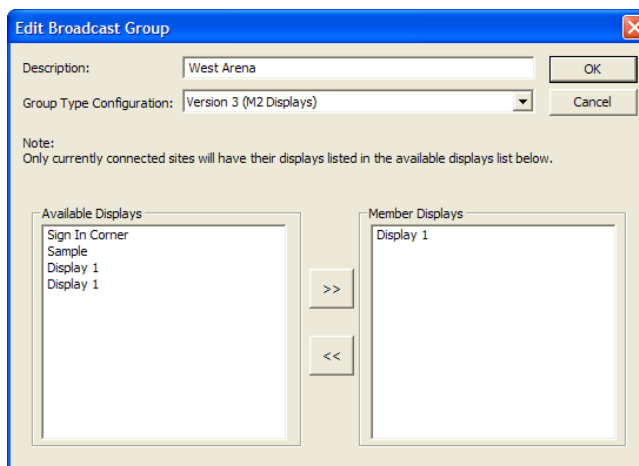 Edit Broadcast Group
Description: West Arena OK
Group Type Configuration: Version 3 (M2 Displays) Cancel
Note:
Only currently connected sites will have their displays listed in the available displays list below.
Available Displays
Sign In Corner
Sample
Display 1
Display 1
>>
<<
Member Displays
Display 1